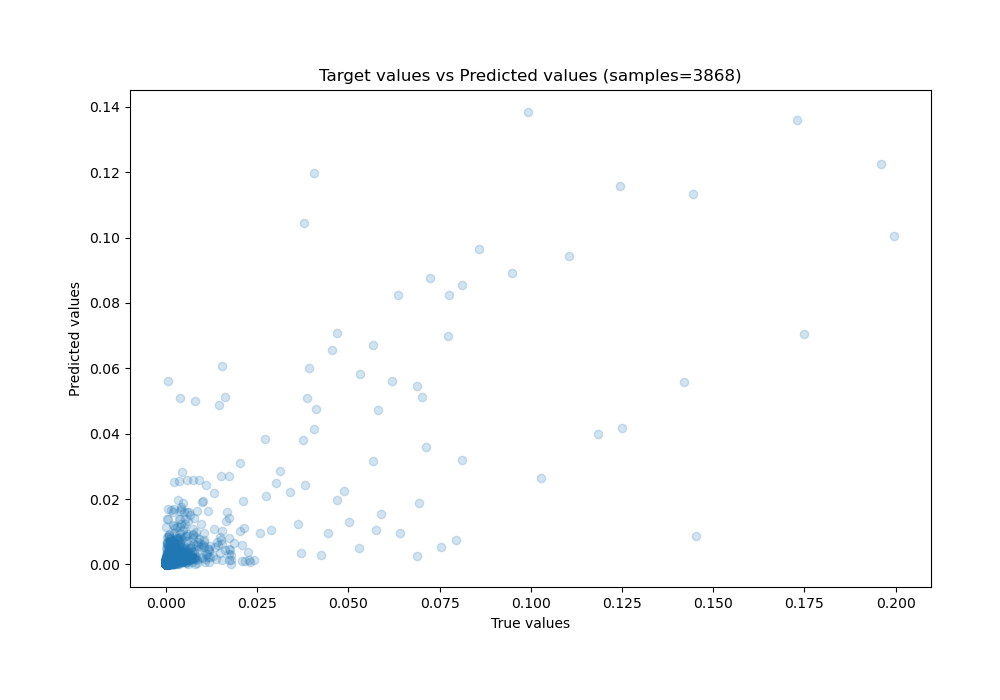 Target values vs Predicted values (samples=3868)
0.14
0.12
0.10
0.08
0.06
0.04
0.02
0.00
Predicted values
0.000 0.025 0.050 0.075 0.100 0.125 0.150 0.175 0.200
True values